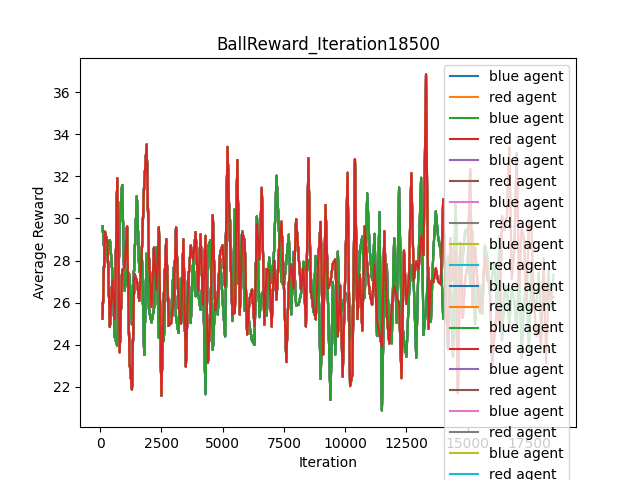 BallReward_Iteration18500
Average Reward
36
34
32
30
28
26
24
22
0
2500
5000
7500
10000
12500
15000
17500
Iteration
blue agent
red agent
blue agent
red agent
blue agent
red agent
blue agent
red agent
blue agent
red agent
blue agent
red agent
blue agent
red agent
blue agent
red agent
blue agent
red agent
blue agent
red agent